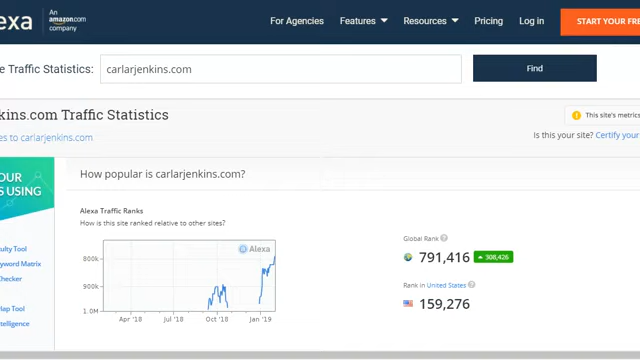 exa
An
amazon.com
company
For Agencies
Features
Resources
Pricing
Log in
START YOUR FRE
e Traffic Statistics:
carlarjenkins.com
Find
kins.com Traffic Statistics
This site's metrics
es to carlarjenkins.com
Is this your site? Certify your
OUR
S USING
How popular is carlarjenkins.com?
Alexa Traffic Ranks
How is this site ranked relative to other sites?
Alexa
800k
900k
1.0M
Apr '18
Jul '18
Oct '18
Jan '19
Global Rank
791,416
308,426
Rank in United States
159,276
culty Tool
yword Matrix
Checker
Map Tool
telligence